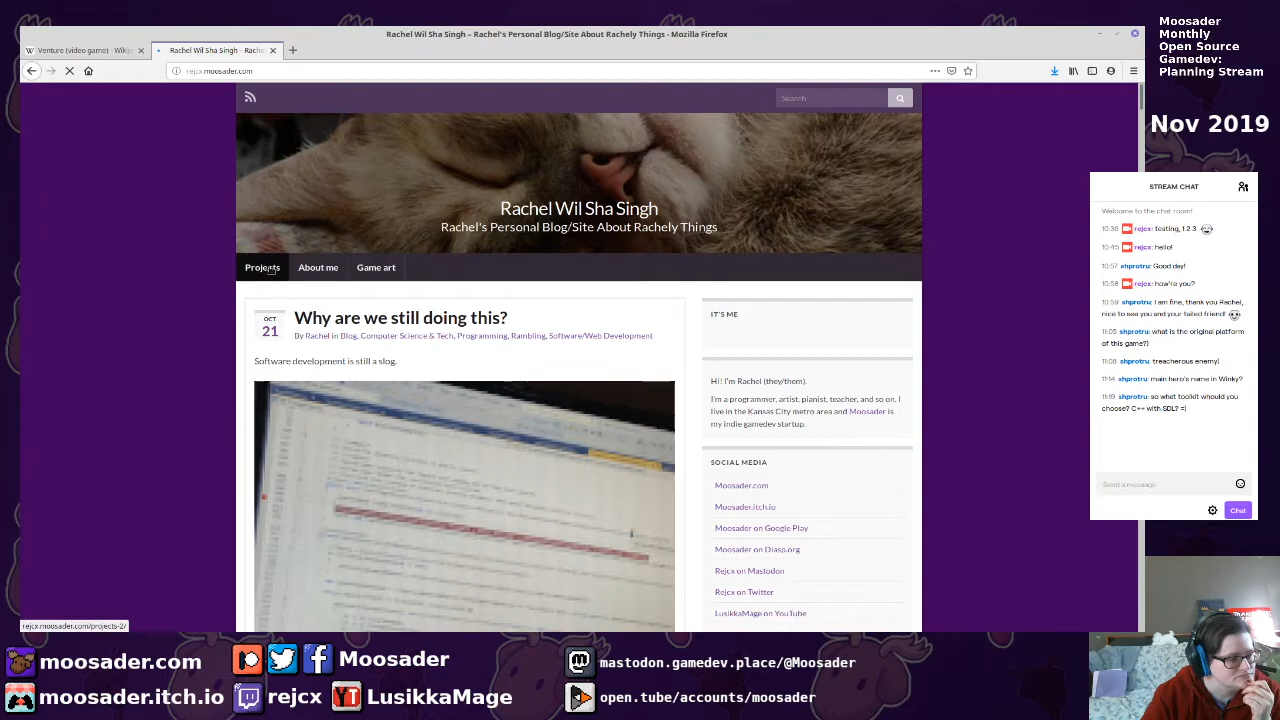 Rachel Wil Sha Singh – Rachel's Personal Blog/Site About Rachely Things - Mozilla Firefox
Venture (video game) - Wikip
Rachel Wil Sha Singh – Rache
rejcx.moosader.com
Search
Rachel Wil Sha Singh
Rachel's Personal Blog/Site About Rachely Things
Projects
About me
Game art
OCT
21
Why are we still doing this?
By Rachel in Blog, Computer Science & Tech, Programming, Rambling, Software/Web Development
Software development is still a slog.
IT'S ME
Hi! I'm Rachel (they/them).
I'm a programmer, artist, pianist, teacher, and so on. I
live in the Kansas City metro area and Moosader is
my indie gamedev startup.
SOCIAL MEDIA
Moosader.com
Moosader.itch.io
Moosader on Google Play
Moosader on Diasp.org
Rejcx on Mastodon
Rejcx on Twitter
LusikkaMage on YouTube
rejcx.moosader.com/projects-2/
Moosader
Monthly
Open Source
Gamedev:
Planning Stream
Nov 2019
STREAM CHAT
Welcome to the chat room!
10:36 rejcx: testing, 1 2 3.
10:45 rejcx: hello!
10:57 shprotru: Good day!
10:58 rejcx: how're you?
10:59 shprotru: I am fine, thank you Rachel,
nice to see you and your tailed friend!
11:05 shprotru: what is the original platform
of this game?)
11:08 shprotru: treacherous enemy)
11:14 shprotru: main hero's name in Winky?
11:19 shprotru: so what toolkit whould you
choose? C++ with SDL? =)
Send a message
Chat
moosader.com
Moosader
mastodon.gamedev.place/@Moosader
moosader.itch.io
rejcx
LusikkaMage
open.tube/accounts/moosader